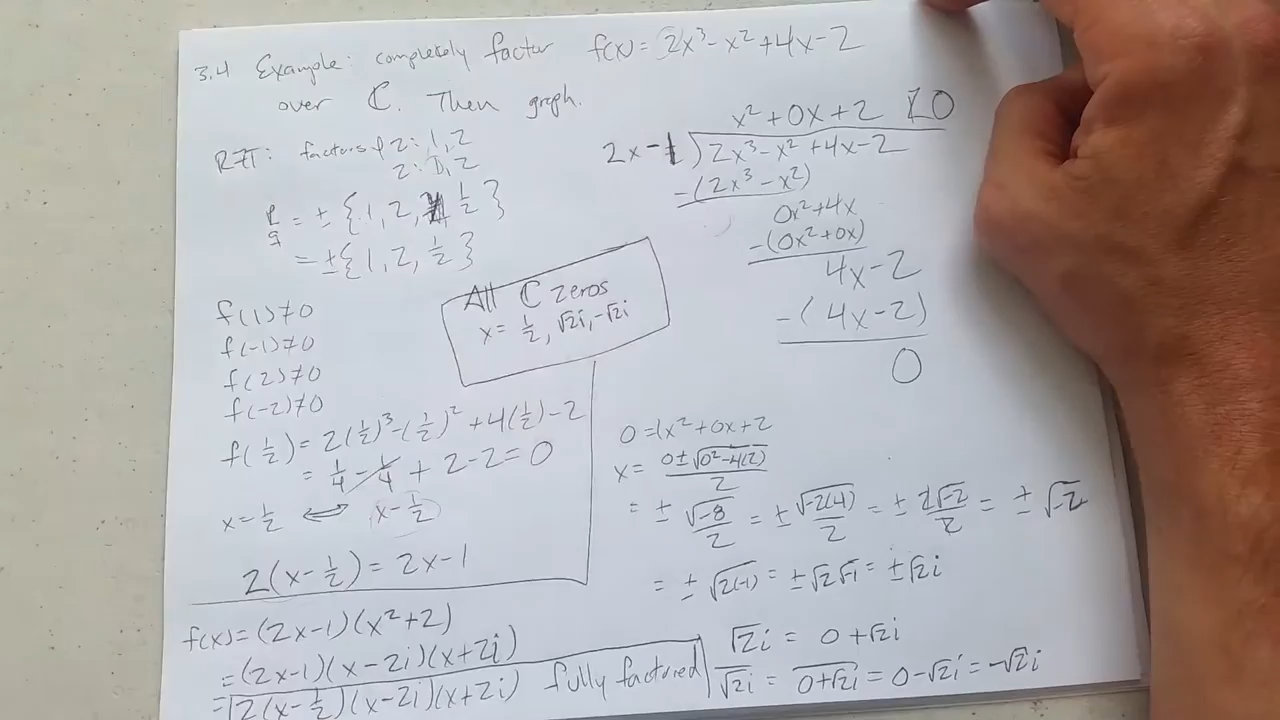 3.4 Example: completely factor f(x) = 2x³ - x² + 4x - 2
over ℂ. Then graph.
RZT: factors of 2: 1, 2
2: 1, 2
p/q = ± {1, 2, 1/2}
= ± {1, 2, 1/2}
f(1) ≠ 0
f(-1) ≠ 0
f(2) ≠ 0
f(-2) ≠ 0
f(1/2) = 2(1/2)³ - (1/2)² + 4(1/2) - 2
= 1/4 - 1/4 + 2 - 2 = 0
x = 1/2 ↔ x - 1/2
2(x - 1/2) = 2x - 1
All ℂ zeros
x = 1/2, √2i, -√2i
x² + 0x + 2 R0
2x - 1 ) 2x³ - x² + 4x - 2
-(2x³ - x²)
0x² + 4x
-(0x² + 0x)
4x - 2
-(4x - 2)
0
0 = 1x² + 0x + 2
x = 0 ± √(0² - 4(2)) / 2
= ± √-8 / 2 = ± √-2(4) / 2 = ± 2√-2 / 2 = ± √-2
= ± √2(-1) = ± √2 √-1 = ± √2i
f(x) = (2x - 1)(x² + 2)
= (2x - 1)(x - 2i)(x + 2i)
= 2(x - 1/2)(x - 2i)(x + 2i) fully factored
√2i = 0 + √2i
√2i = 0 + √2i = 0 - √2i = -√2i